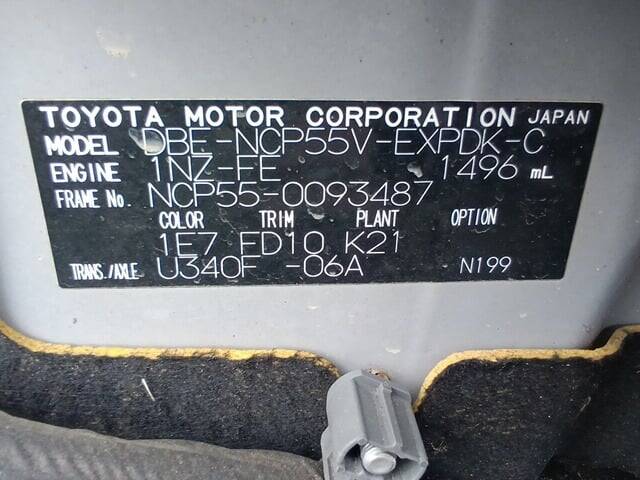 TOYOTA MOTOR CORPORATION JAPAN
MODEL DBE-NCP55V-EXPDK-C
ENGINE 1NZ-FE 1496 mL
FRAME No. NCP55-0093487
COLOR TRIM PLANT OPTION
1E7 FD10 K21
TRANS./AXLE U340F -06A N199